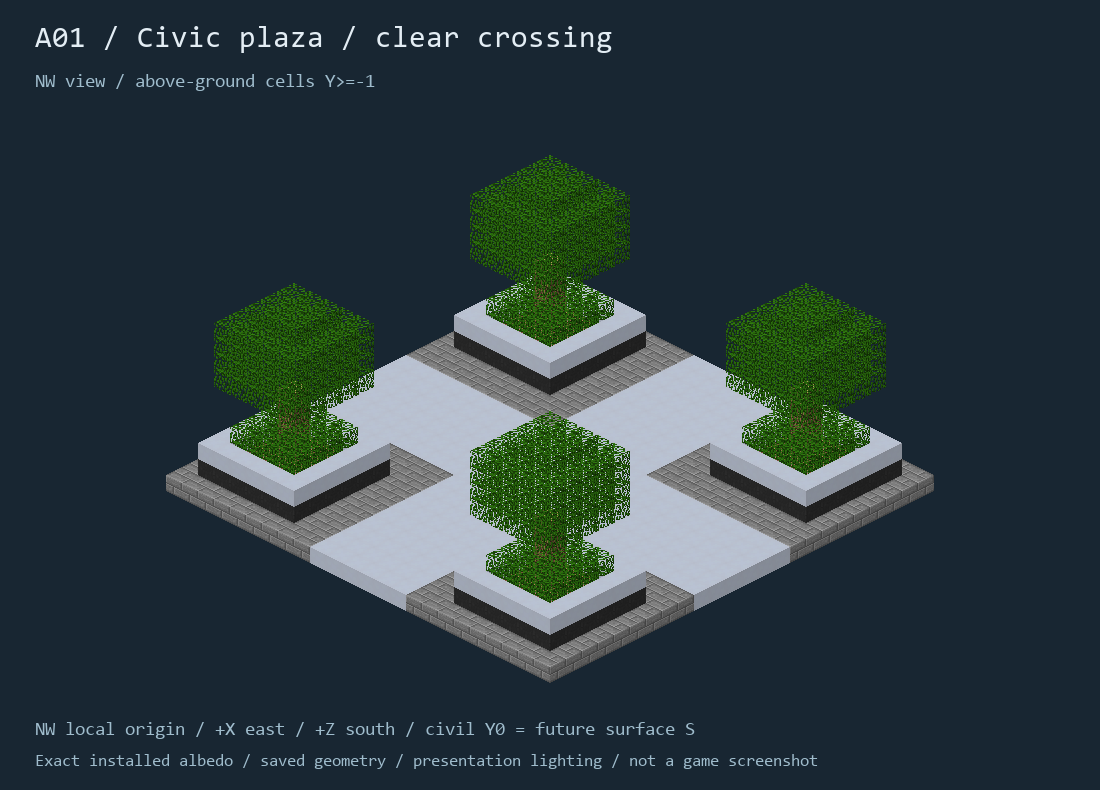 A01 / Civic plaza / clear crossing
NW view / above-ground cells Y>=-1
NW local origin / +X east / +Z south / civil Y0 = future surface S
Exact installed albedo / saved geometry / presentation lighting / not a game screenshot